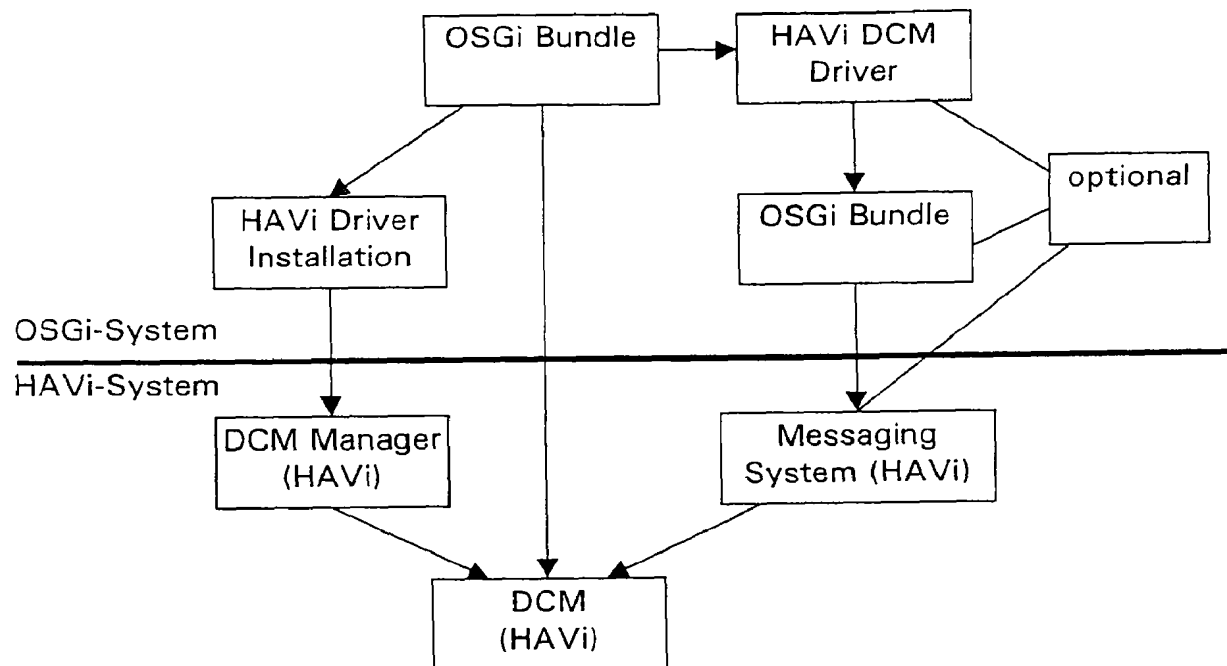 OSGi Bundle
HAVi DCM
Driver
optional
HAVi Driver
Installation
OSGi Bundle
OSGi-System
HAVi-System
DCM Manager
(HAVi)
Messaging
System (HAVi)
DCM
(HAVi)